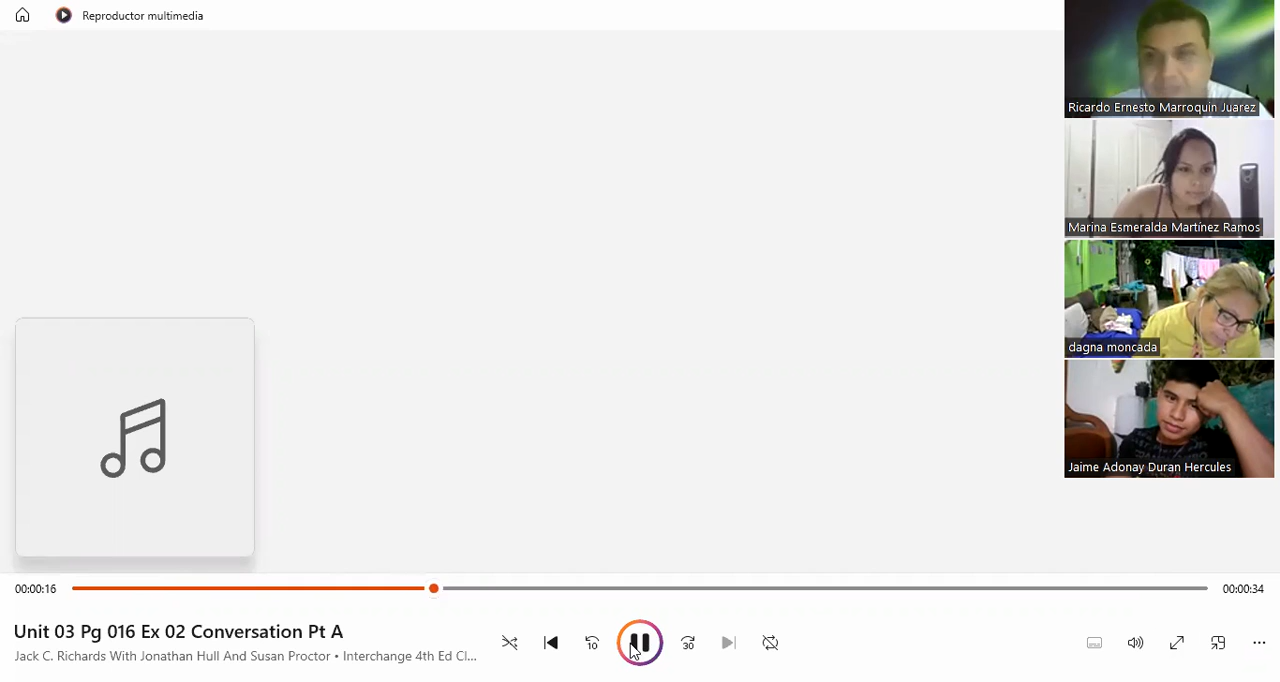 Reproductor multimedia
Ricardo Ernesto Marroquin Juarez
Marina Esmeralda Martínez Ramos
dagna moncada
Jaime Adonay Duran Hercules
00:00:16
00:00:34
Unit 03 Pg 016 Ex 02 Conversation Pt A
Jack C. Richards With Jonathan Hull And Susan Proctor • Interchange 4th Ed Cl...
10
30